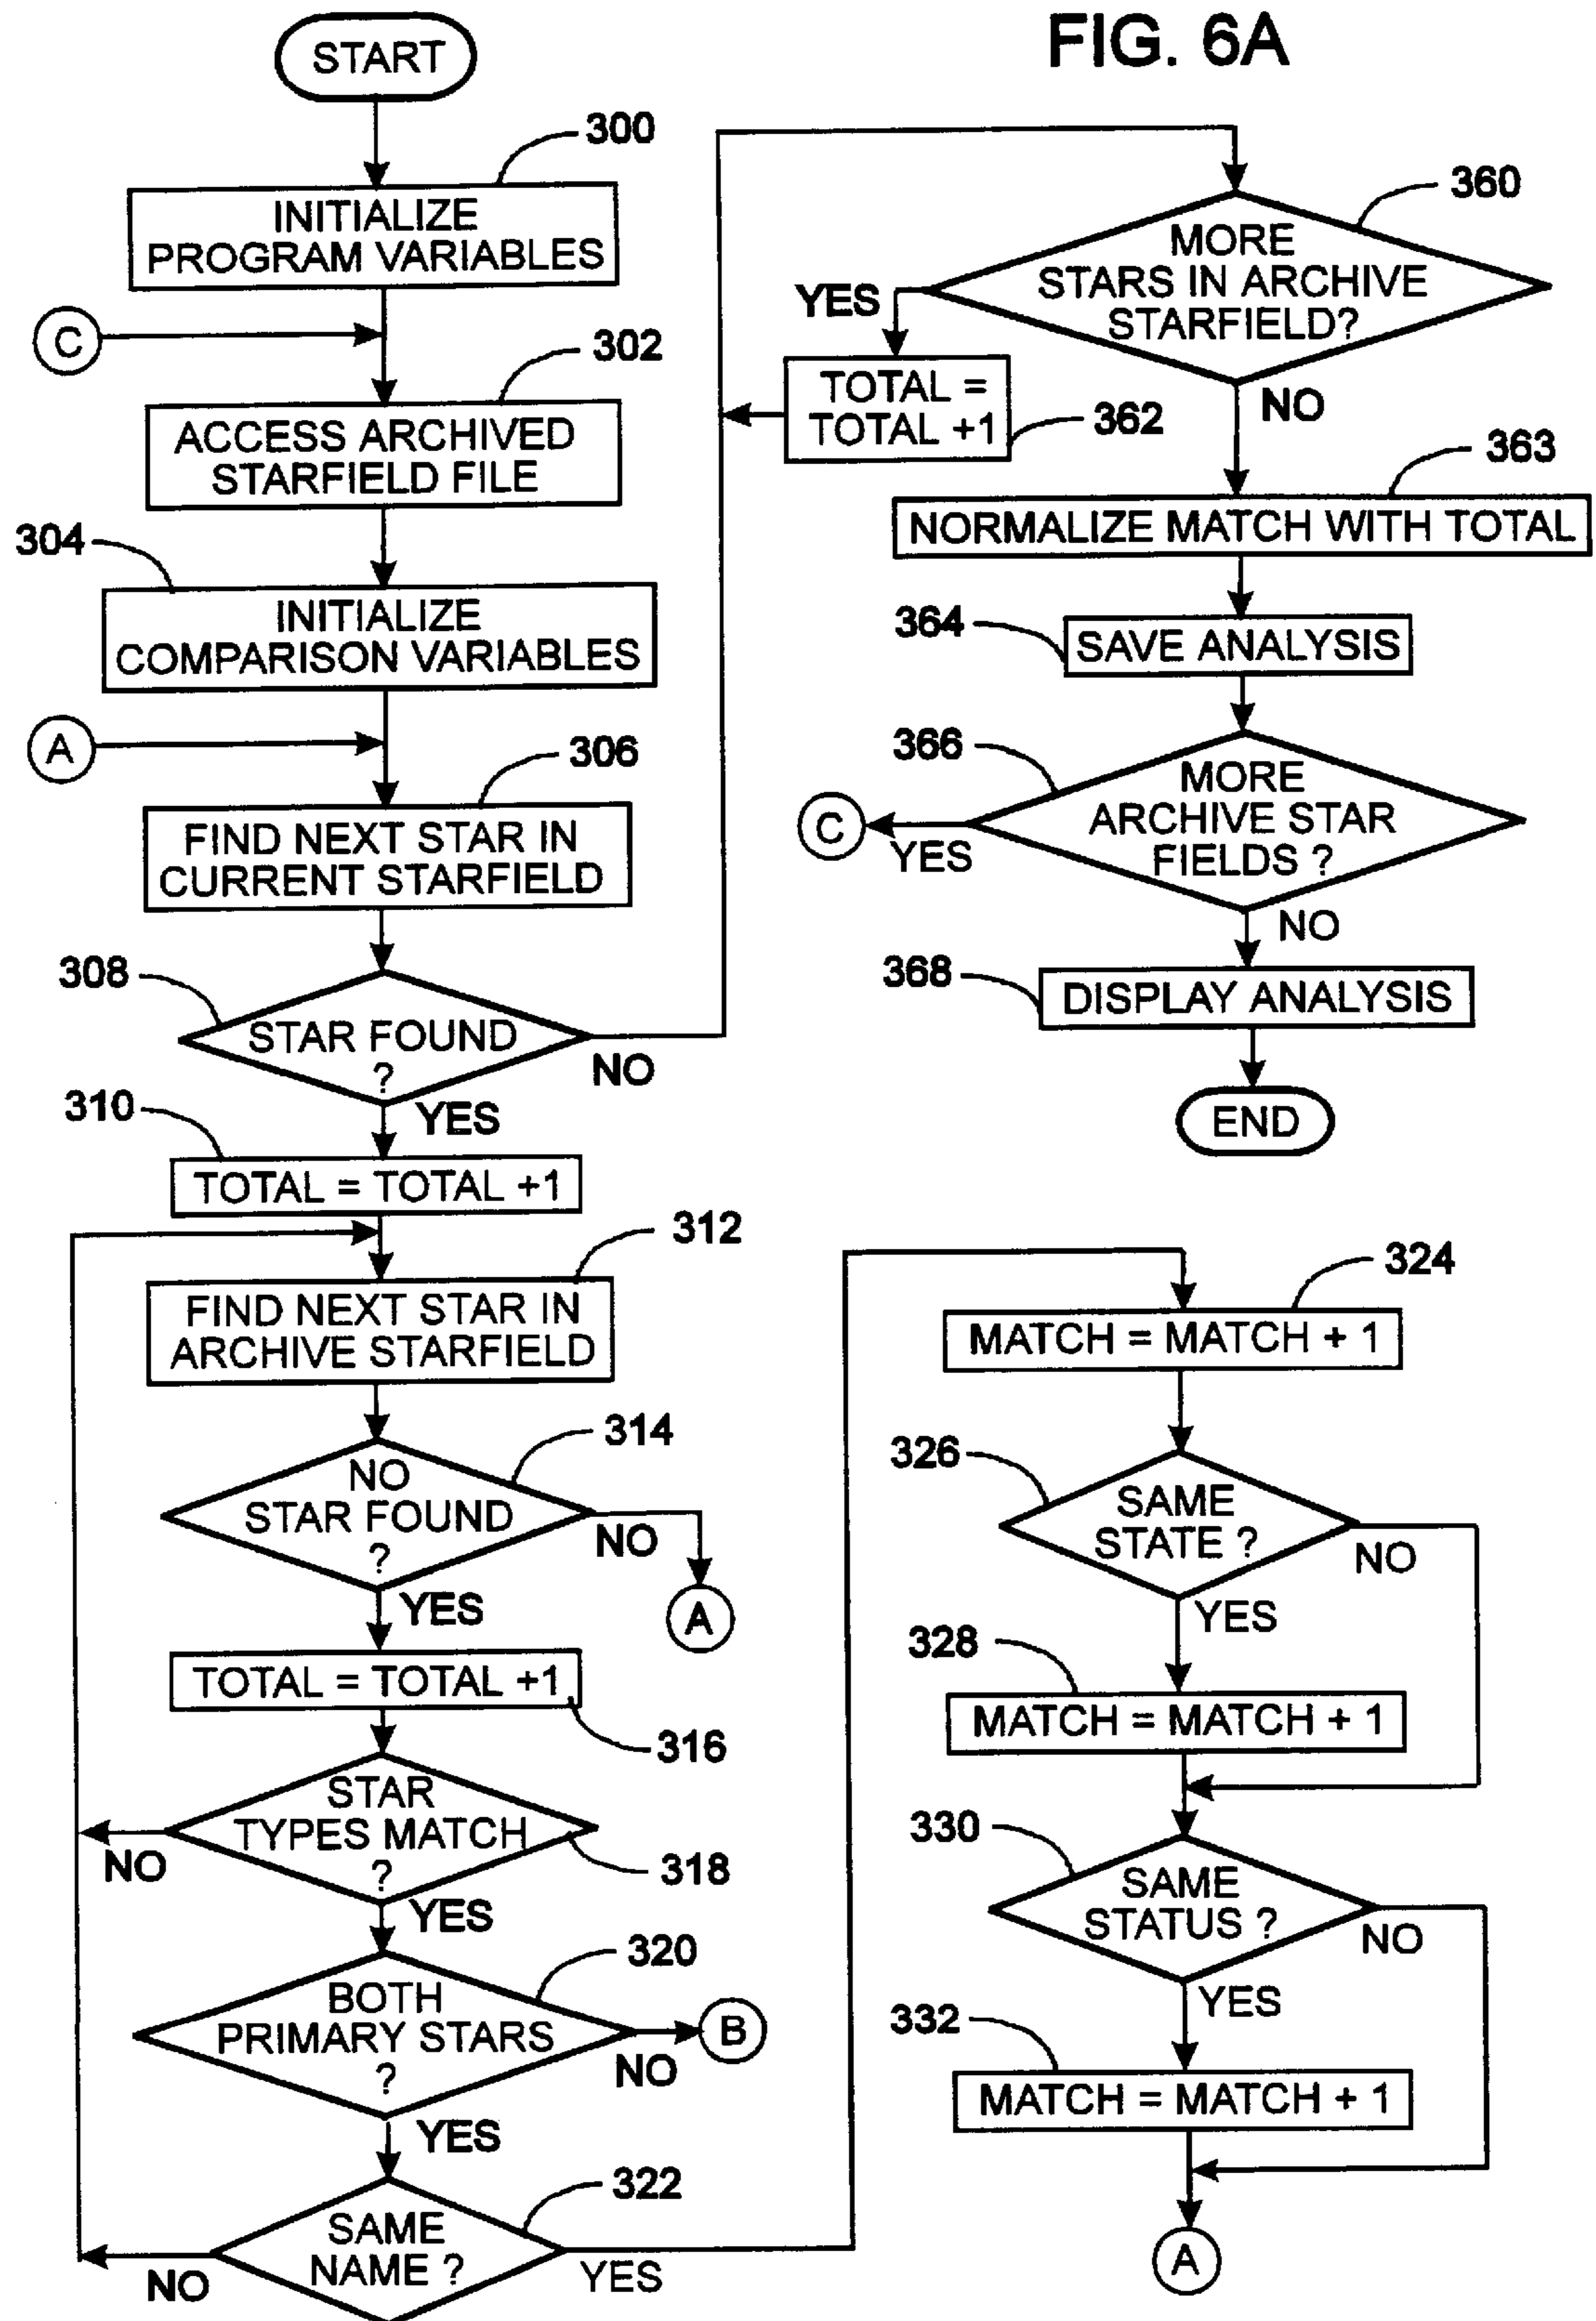 FIG. 6A
START
300
INITIALIZE
PROGRAM VARIABLES
C
302
ACCESS ARCHIVED
STARFIELD FILE
304
INITIALIZE
COMPARISON VARIABLES
A
306
FIND NEXT STAR IN
CURRENT STARFIELD
308
STAR FOUND
?
NO
YES
310
TOTAL = TOTAL +1
312
FIND NEXT STAR IN
ARCHIVE STARFIELD
314
NO
STAR FOUND
?
NO
A
YES
TOTAL = TOTAL +1
316
STAR
TYPES MATCH
?
318
NO
YES
320
BOTH
PRIMARY STARS
?
B
NO
YES
322
SAME
NAME ?
NO
YES
360
MORE
STARS IN ARCHIVE
STARFIELD?
YES
TOTAL =
TOTAL +1
362
NO
363
NORMALIZE MATCH WITH TOTAL
364
SAVE ANALYSIS
366
MORE
ARCHIVE STAR
FIELDS ?
C
YES
NO
368
DISPLAY ANALYSIS
END
324
MATCH = MATCH + 1
326
SAME
STATE ?
NO
YES
328
MATCH = MATCH + 1
330
SAME
STATUS ?
NO
YES
332
MATCH = MATCH + 1
A